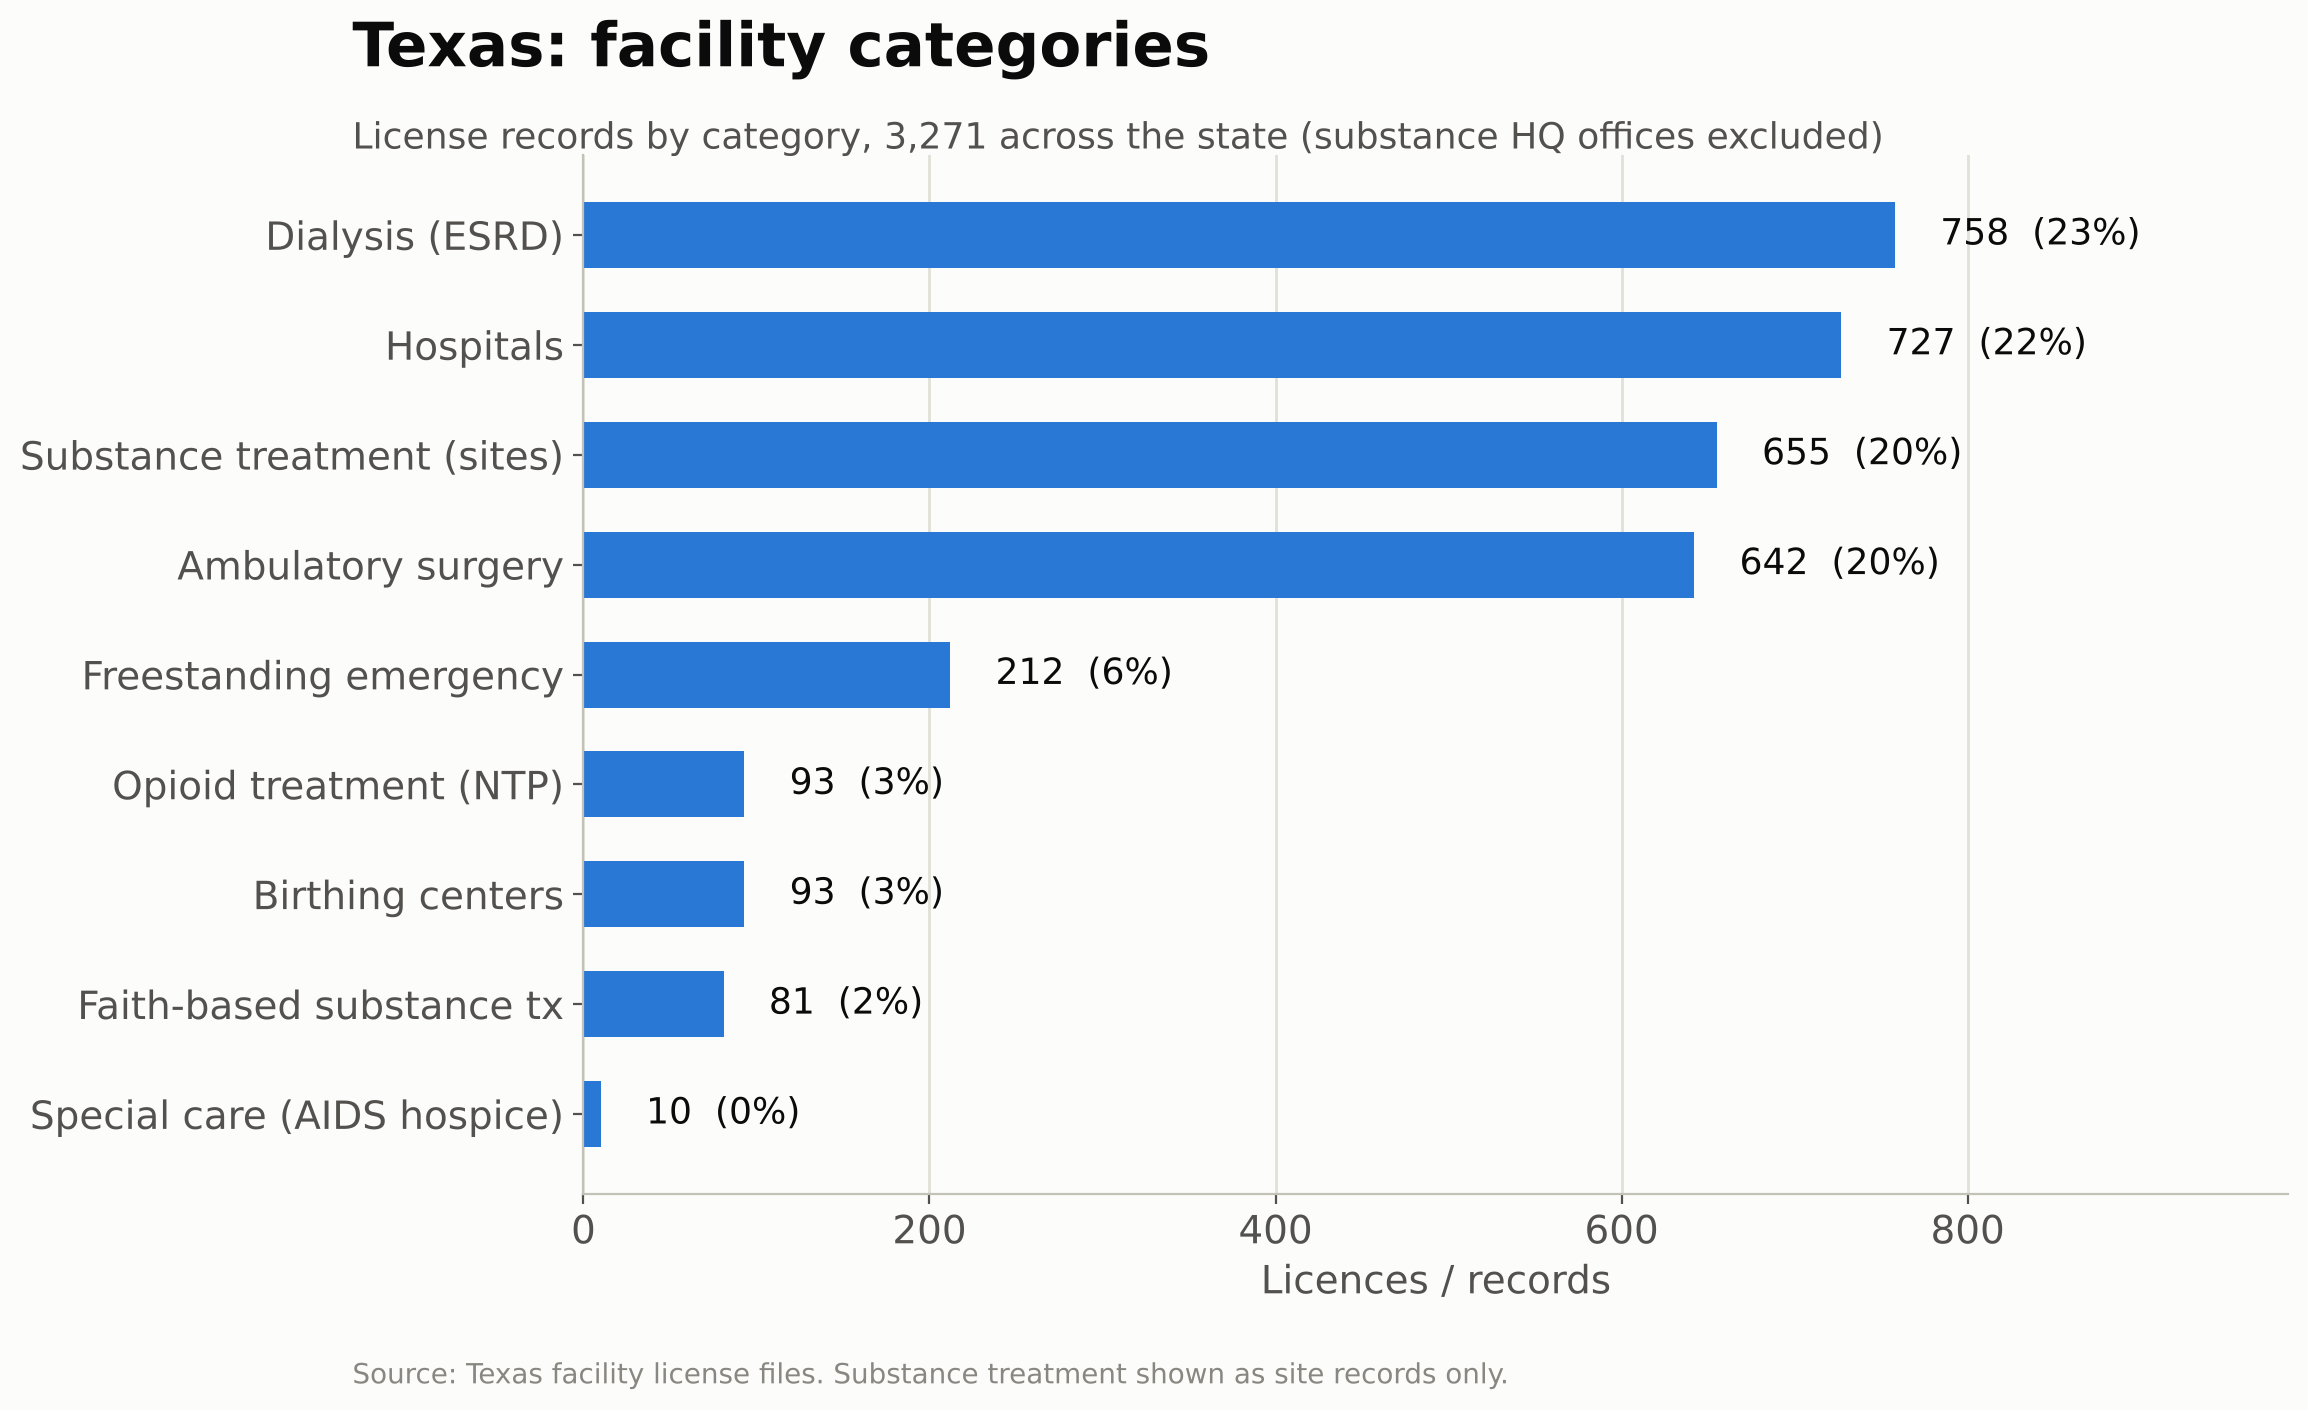 Texas: facility categories
License records by category, 3,271 across the state (substance HQ offices excluded)
Dialysis (ESRD) 758 (23%)
Hospitals 727 (22%)
Substance treatment (sites) 655 (20%)
Ambulatory surgery 642 (20%)
Freestanding emergency 212 (6%)
Opioid treatment (NTP) 93 (3%)
Birthing centers 93 (3%)
Faith-based substance tx 81 (2%)
Special care (AIDS hospice) 10 (0%)
0 200 400 600 800
Licences / records
Source: Texas facility license files. Substance treatment shown as site records only.